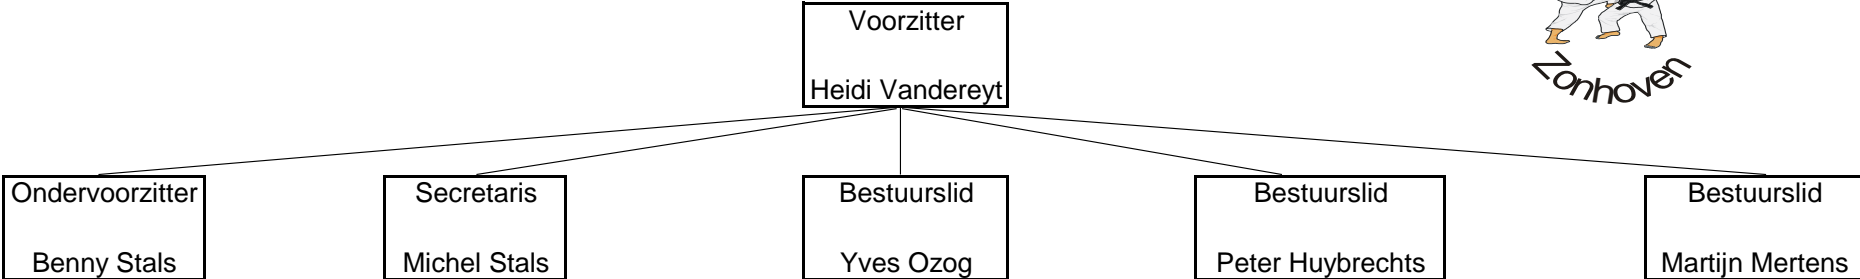 Voorzitter
Heidi Vandereyt
Zonhoven
Ondervoorzitter
Benny Stals
Secretaris
Michel Stals
Bestuurslid
Yves Ozog
Bestuurslid
Peter Huybrechts
Bestuurslid
Martijn Mertens